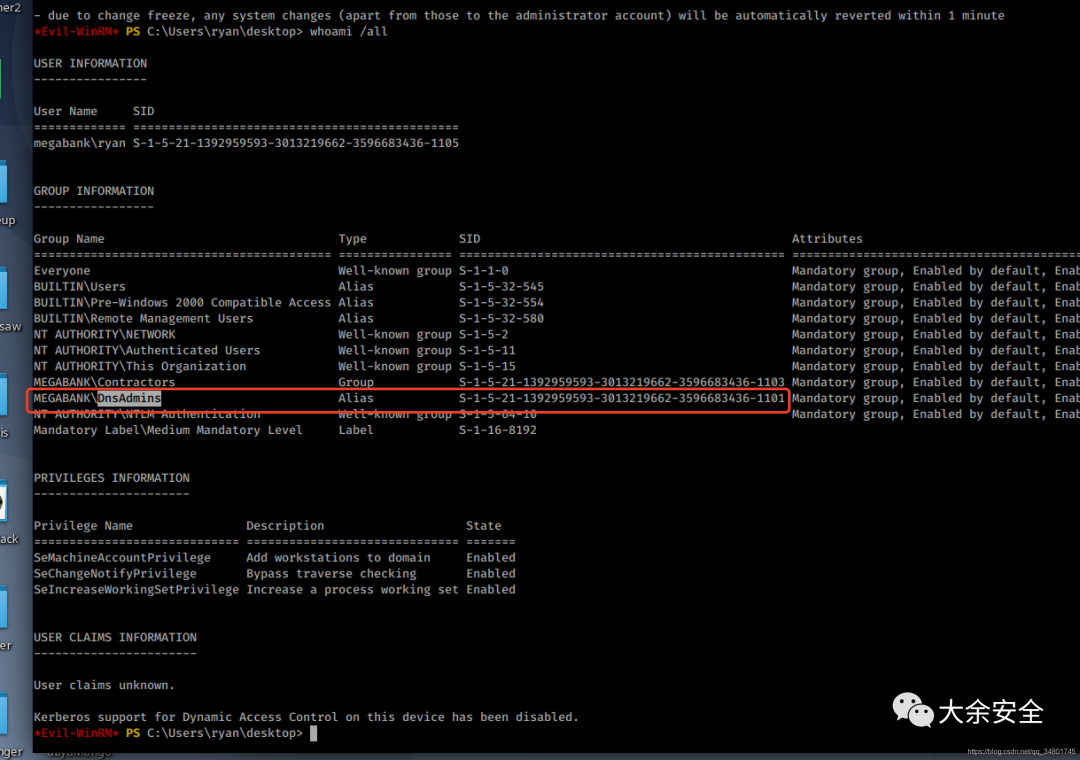 ner2
- due to change freeze, any system changes (apart from those to the administrator account) will be automatically reverted within 1 minute
*Evil-WinRM* PS C:\Users\ryan\desktop> whoami /all
USER INFORMATION
----------------
User Name     SID
============= ==============================================
megabank\ryan S-1-5-21-1392959593-3013219662-3596683436-1105
GROUP INFORMATION
-----------------
eup
Group Name                                 Type             SID                                            Attributes
========================================== ================ ============================================== ========================================
Everyone                                   Well-known group S-1-1-0                                        Mandatory group, Enabled by default, Enab
BUILTIN\Users                              Alias            S-1-5-32-545                                   Mandatory group, Enabled by default, Enab
BUILTIN\Pre-Windows 2000 Compatible Access Alias            S-1-5-32-554                                   Mandatory group, Enabled by default, Enab
BUILTIN\Remote Management Users            Alias            S-1-5-32-580                                   Mandatory group, Enabled by default, Enab
saw
NT AUTHORITY\NETWORK                       Well-known group S-1-5-2                                        Mandatory group, Enabled by default, Enab
NT AUTHORITY\Authenticated Users           Well-known group S-1-5-11                                       Mandatory group, Enabled by default, Enab
NT AUTHORITY\This Organization             Well-known group S-1-5-15                                       Mandatory group, Enabled by default, Enab
MEGABANK\Contractors                       Group            S-1-5-21-1392959593-3013219662-3596683436-1103 Mandatory group, Enabled by default, Enab
MEGABANK\DnsAdmins                         Alias            S-1-5-21-1392959593-3013219662-3596683436-1101 Mandatory group, Enabled by default, Enab
NT AUTHORITY\NTLM Authentication           Well-known group S-1-5-64-10                                    Mandatory group, Enabled by default, Enab
Mandatory Label\Medium Mandatory Level     Label            S-1-16-8192
is
PRIVILEGES INFORMATION
----------------------
Privilege Name                Description                    State
============================= ============================== =======
ack
SeMachineAccountPrivilege     Add workstations to domain     Enabled
SeChangeNotifyPrivilege       Bypass traverse checking       Enabled
SeIncreaseWorkingSetPrivilege Increase a process working set Enabled
USER CLAIMS INFORMATION
-----------------------
er
User claims unknown.
Kerberos support for Dynamic Access Control on this device has been disabled.
*Evil-WinRM* PS C:\Users\ryan\desktop>
大余安全
nger
https://blog.csdn.net/qq_34801745